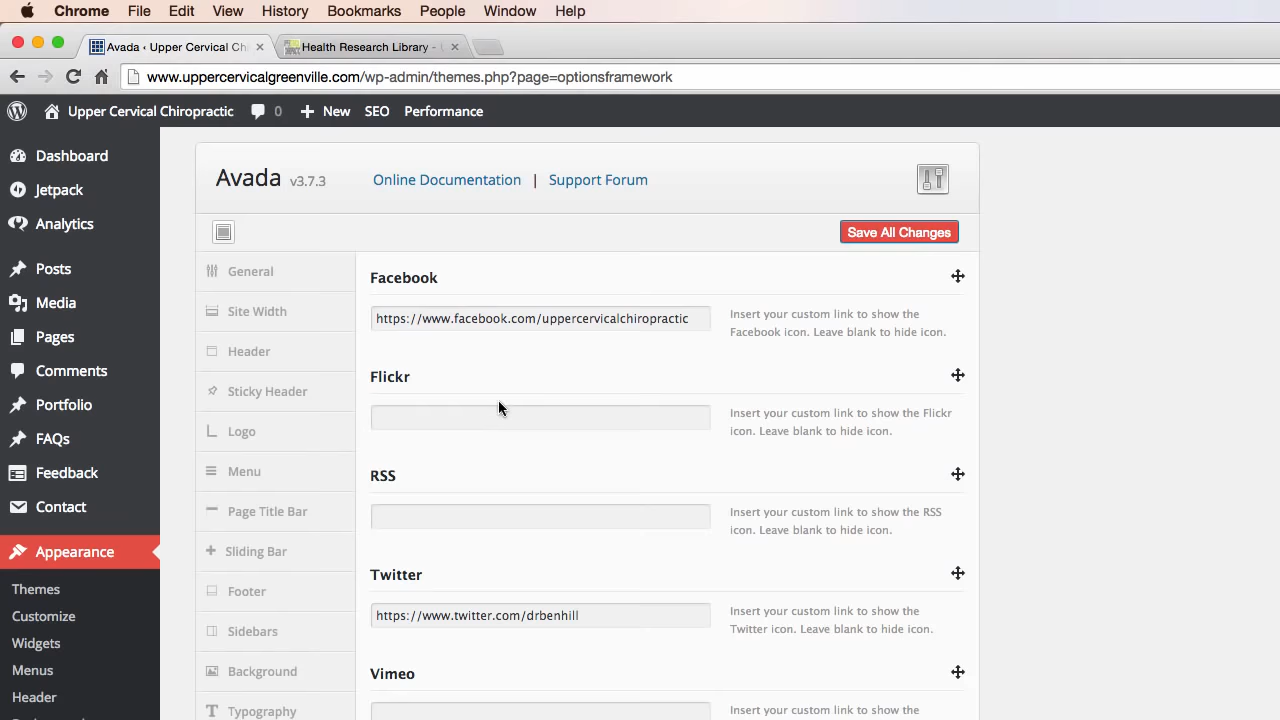 Chrome File Edit View History Bookmarks People Window Help
Avada ‹ Upper Cervical Ch
Health Research Library -
www.uppercervicalgreenville.com/wp-admin/themes.php?page=optionsframework
Upper Cervical Chiropractic 0 New SEO Performance
Dashboard
Jetpack
Analytics
Posts
Media
Pages
Comments
Portfolio
FAQs
Feedback
Contact
Appearance
Themes
Customize
Widgets
Menus
Header
Avada v3.7.3 Online Documentation | Support Forum
Save All Changes
General
Site Width
Header
Sticky Header
Logo
Menu
Page Title Bar
Sliding Bar
Footer
Sidebars
Background
Typography
Facebook
https://www.facebook.com/uppercervicalchiropractic
Insert your custom link to show the
Facebook icon. Leave blank to hide icon.
Flickr
Insert your custom link to show the Flickr
icon. Leave blank to hide icon.
RSS
Insert your custom link to show the RSS
icon. Leave blank to hide icon.
Twitter
https://www.twitter.com/drbenhill
Insert your custom link to show the
Twitter icon. Leave blank to hide icon.
Vimeo
Insert your custom link to show the